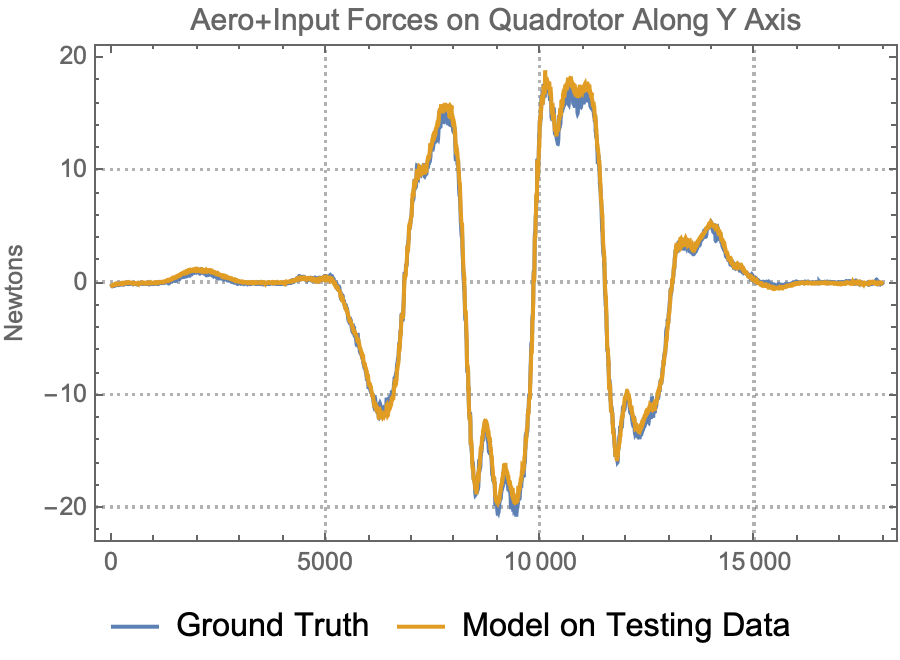 Aero+Input Forces on Quadrotor Along Y Axis
20
10
0
−10
−20
Newtons
0 5000 10 000 15 000
Ground Truth Model on Testing Data